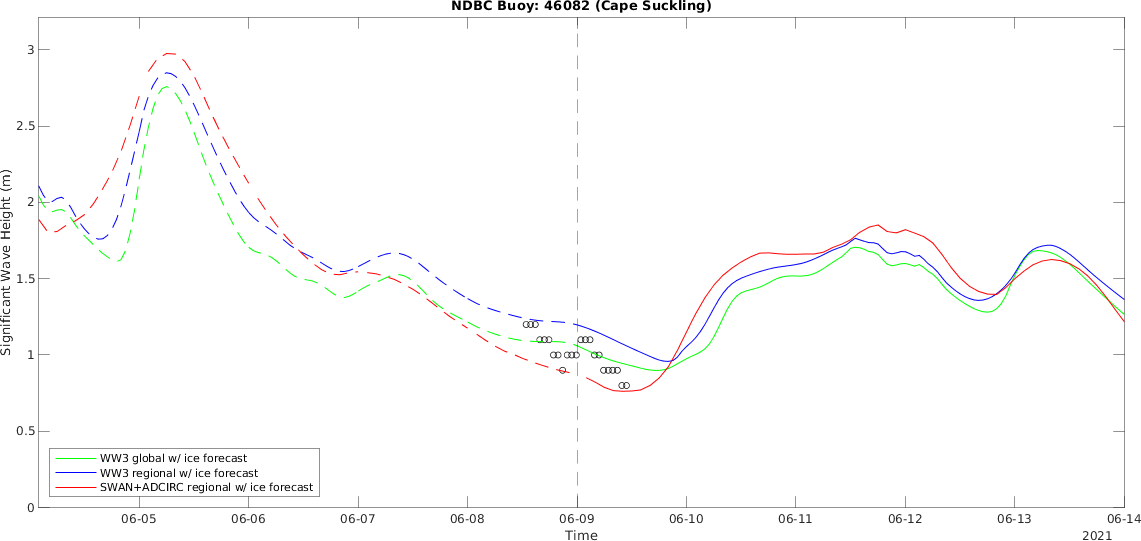 NDBC Buoy: 46082 (Cape Suckling)
3
2.5
2
1.5
1
0.5
0
Significant Wave Height (m)
WW3 global w/ ice forecast
WW3 regional w/ ice forecast
SWAN+ADCIRC regional w/ ice forecast
06-05 06-06 06-07 06-08 06-09 06-10 06-11 06-12 06-13 06-14
Time
2021